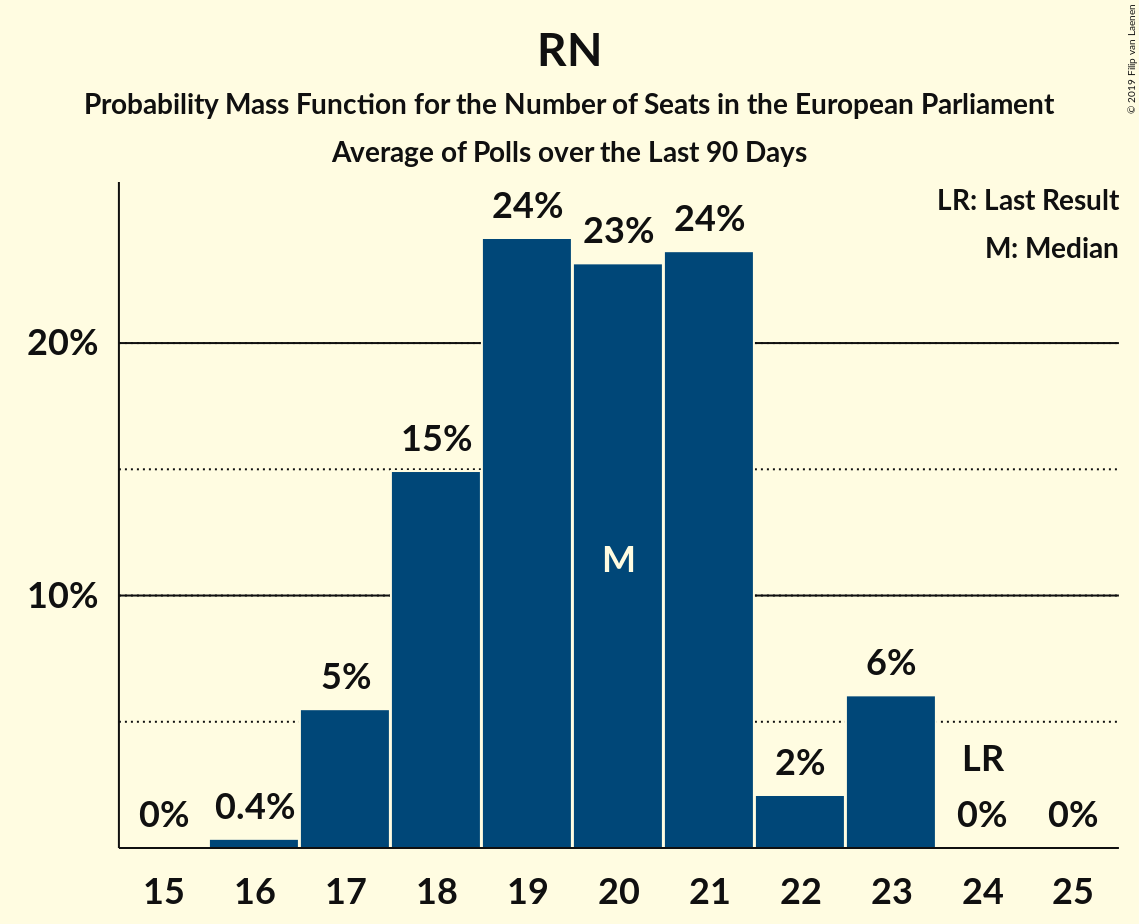 RN
Probability Mass Function for the Number of Seats in the European Parliament
Average of Polls over the Last 90 Days
© 2019 Filip van Laenen
LR: Last Result
M: Median
24%
23%
24%
20%
15%
M
10%
5%
6%
2%
LR
0%
0.4%
0%
0%
15 16 17 18 19 20 21 22 23 24 25